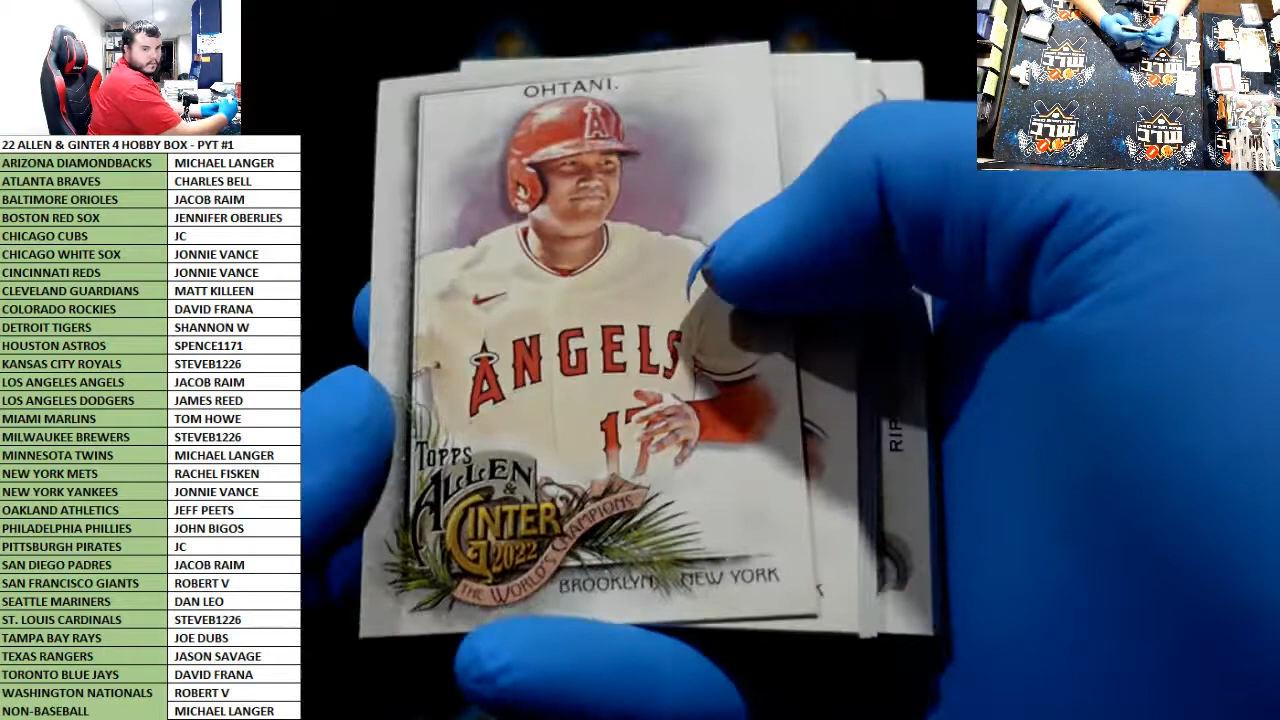 22 ALLEN & GINTER 4 HOBBY BOX - PYT #1
ARIZONA DIAMONDBACKS MICHAEL LANGER
ATLANTA BRAVES CHARLES BELL
BALTIMORE ORIOLES JACOB RAIM
BOSTON RED SOX JENNIFER OBERLIES
CHICAGO CUBS JC
CHICAGO WHITE SOX JONNIE VANCE
CINCINNATI REDS JONNIE VANCE
CLEVELAND GUARDIANS MATT KILLEEN
COLORADO ROCKIES DAVID FRANA
DETROIT TIGERS SHANNON W
HOUSTON ASTROS SPENCE1171
KANSAS CITY ROYALS STEVEB1226
LOS ANGELES ANGELS JACOB RAIM
LOS ANGELES DODGERS JAMES REED
MIAMI MARLINS TOM HOWE
MILWAUKEE BREWERS STEVEB1226
MINNESOTA TWINS MICHAEL LANGER
NEW YORK METS RACHEL FISKEN
NEW YORK YANKEES JONNIE VANCE
OAKLAND ATHLETICS JEFF PEETS
PHILADELPHIA PHILLIES JOHN BIGOS
PITTSBURGH PIRATES JC
SAN DIEGO PADRES JACOB RAIM
SAN FRANCISCO GIANTS ROBERT V
SEATTLE MARINERS DAN LEO
ST. LOUIS CARDINALS STEVEB1226
TAMPA BAY RAYS JOE DUBS
TEXAS RANGERS JASON SAVAGE
TORONTO BLUE JAYS DAVID FRANA
WASHINGTON NATIONALS ROBERT V
NON-BASEBALL MICHAEL LANGER
OHTANI.
A
ANGELS
17
TOPPS
ALLEN
&
GINTER
2022
THE WORLD'S CHAMPIONS
BROOKLYN, NEW YORK
RIP